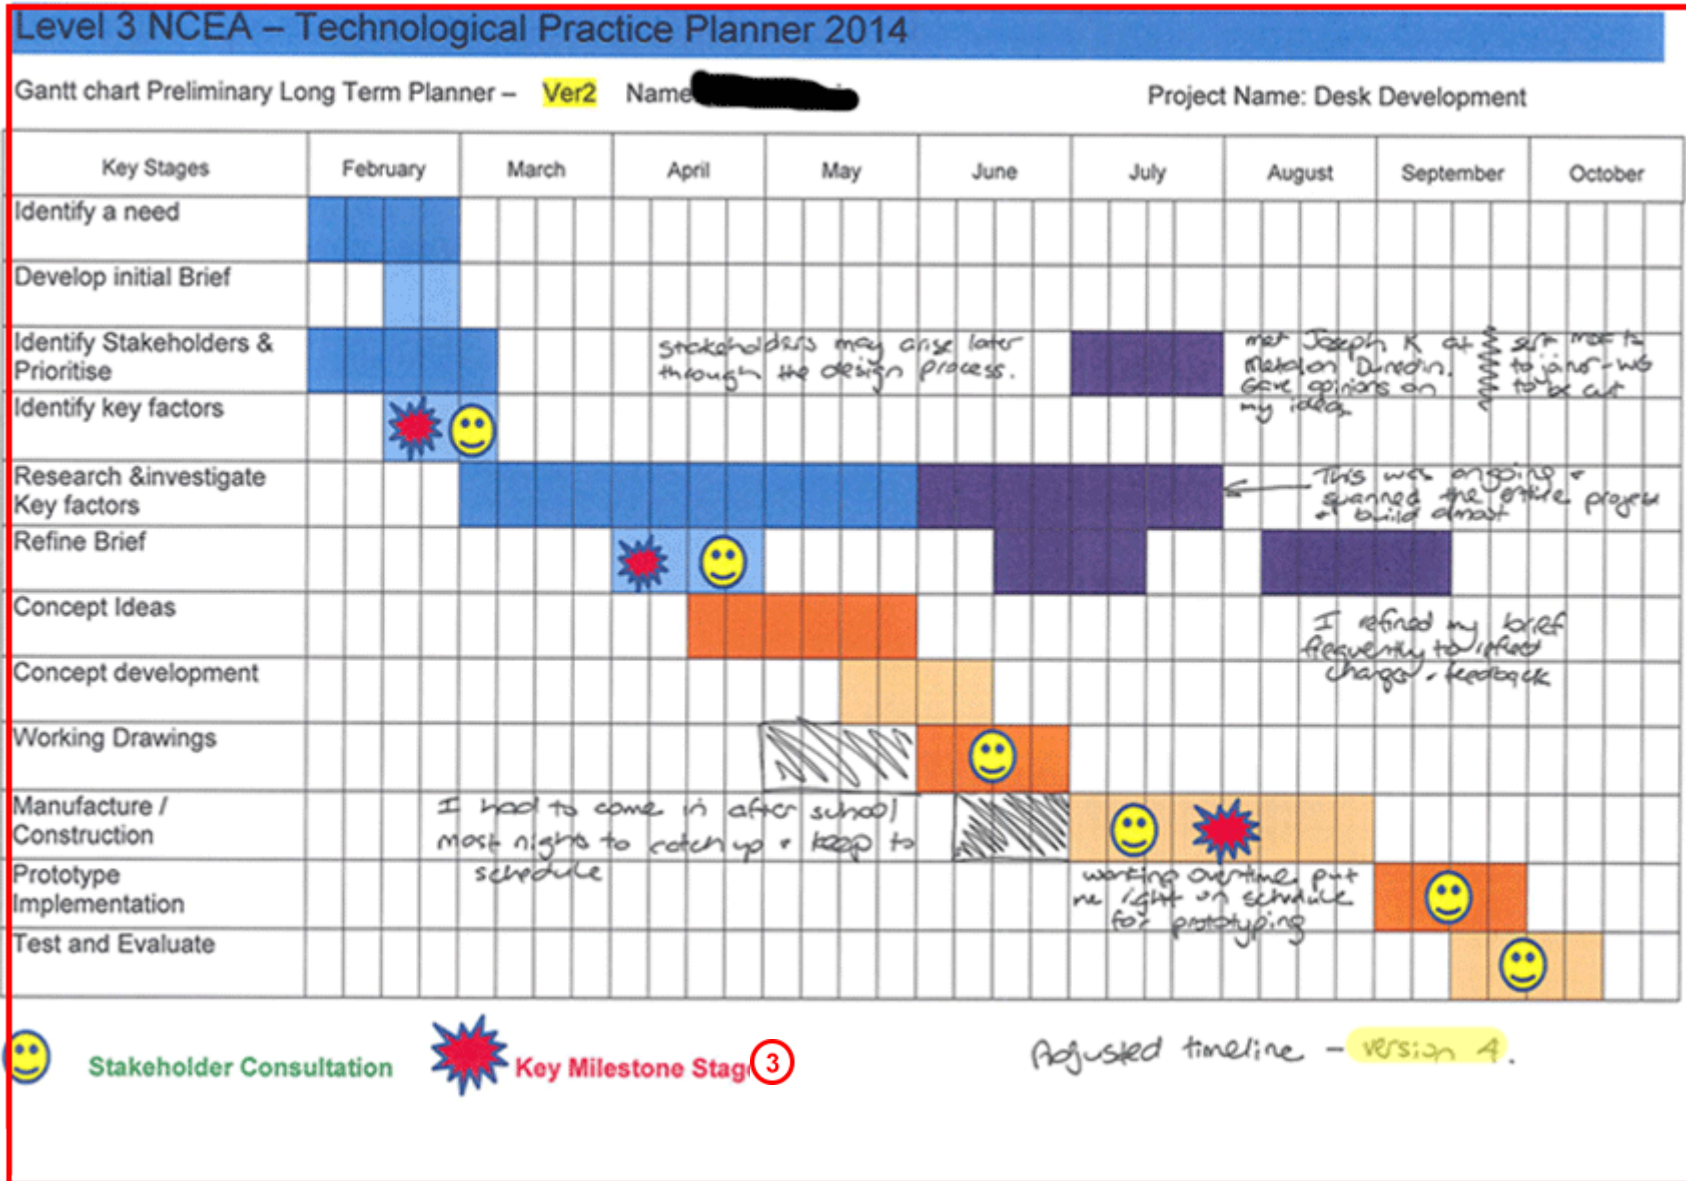 Level 3 NCEA – Technological Practice Planner 2014
Gantt chart Preliminary Long Term Planner – Ver2 Name
Project Name: Desk Development
Key Stages February March April May June July August September October
Identify a need
Develop initial Brief
Identify Stakeholders &
Prioritise
stakeholders may arise later
through the design process.
met Joseph K at
Metalon Dunedin.
Gave opinions on
my ideas
sent
to
to be cut
Identify key factors
Research &investigate
Key factors
This was ongoing +
spanned the entire project
+ build almost
Refine Brief
Concept Ideas
I refined my brief
frequently to reflect
changes + feedback
Concept development
Working Drawings
Manufacture /
Construction
I had to come in after school
most nights to catch up + keep to
schedule
Prototype
Implementation
working overtime put
me right on schedule
for prototyping
Test and Evaluate
Stakeholder Consultation
Key Milestone Stag
3
Adjusted timeline – version 4.